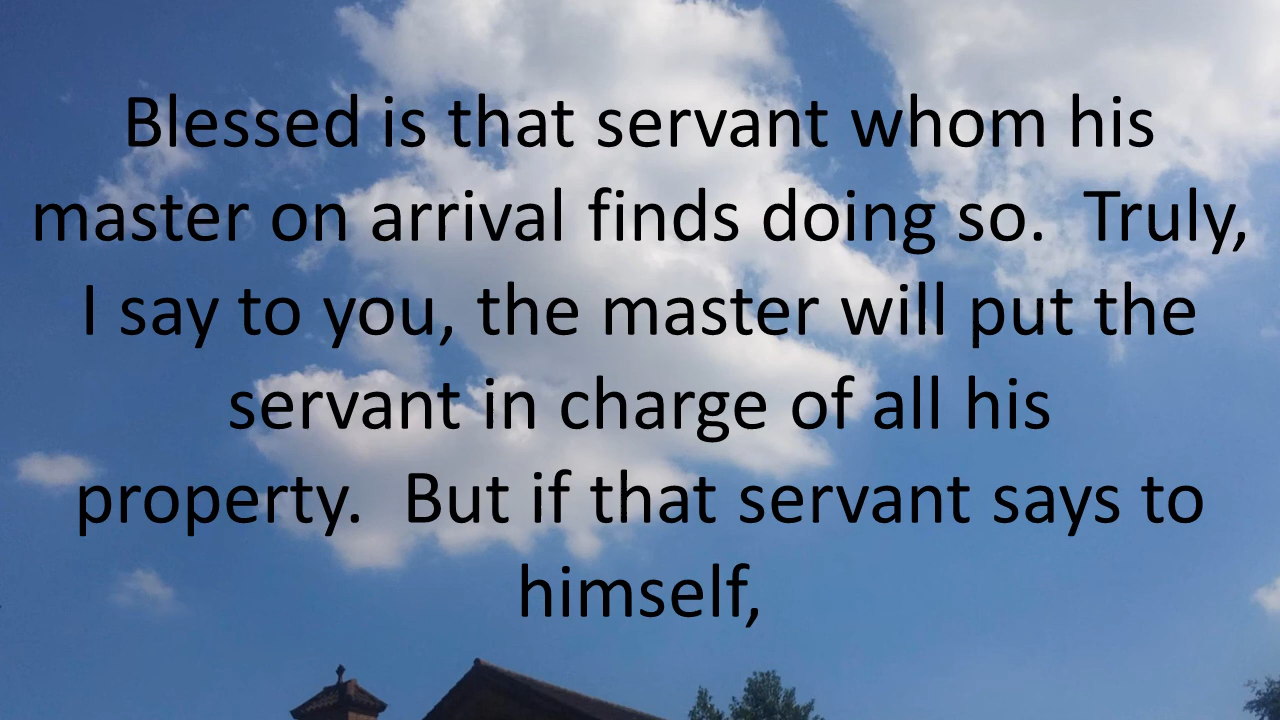 Blessed is that servant whom his
master on arrival finds doing so.  Truly,
I say to you, the master will put the
servant in charge of all his
property.  But if that servant says to
himself,